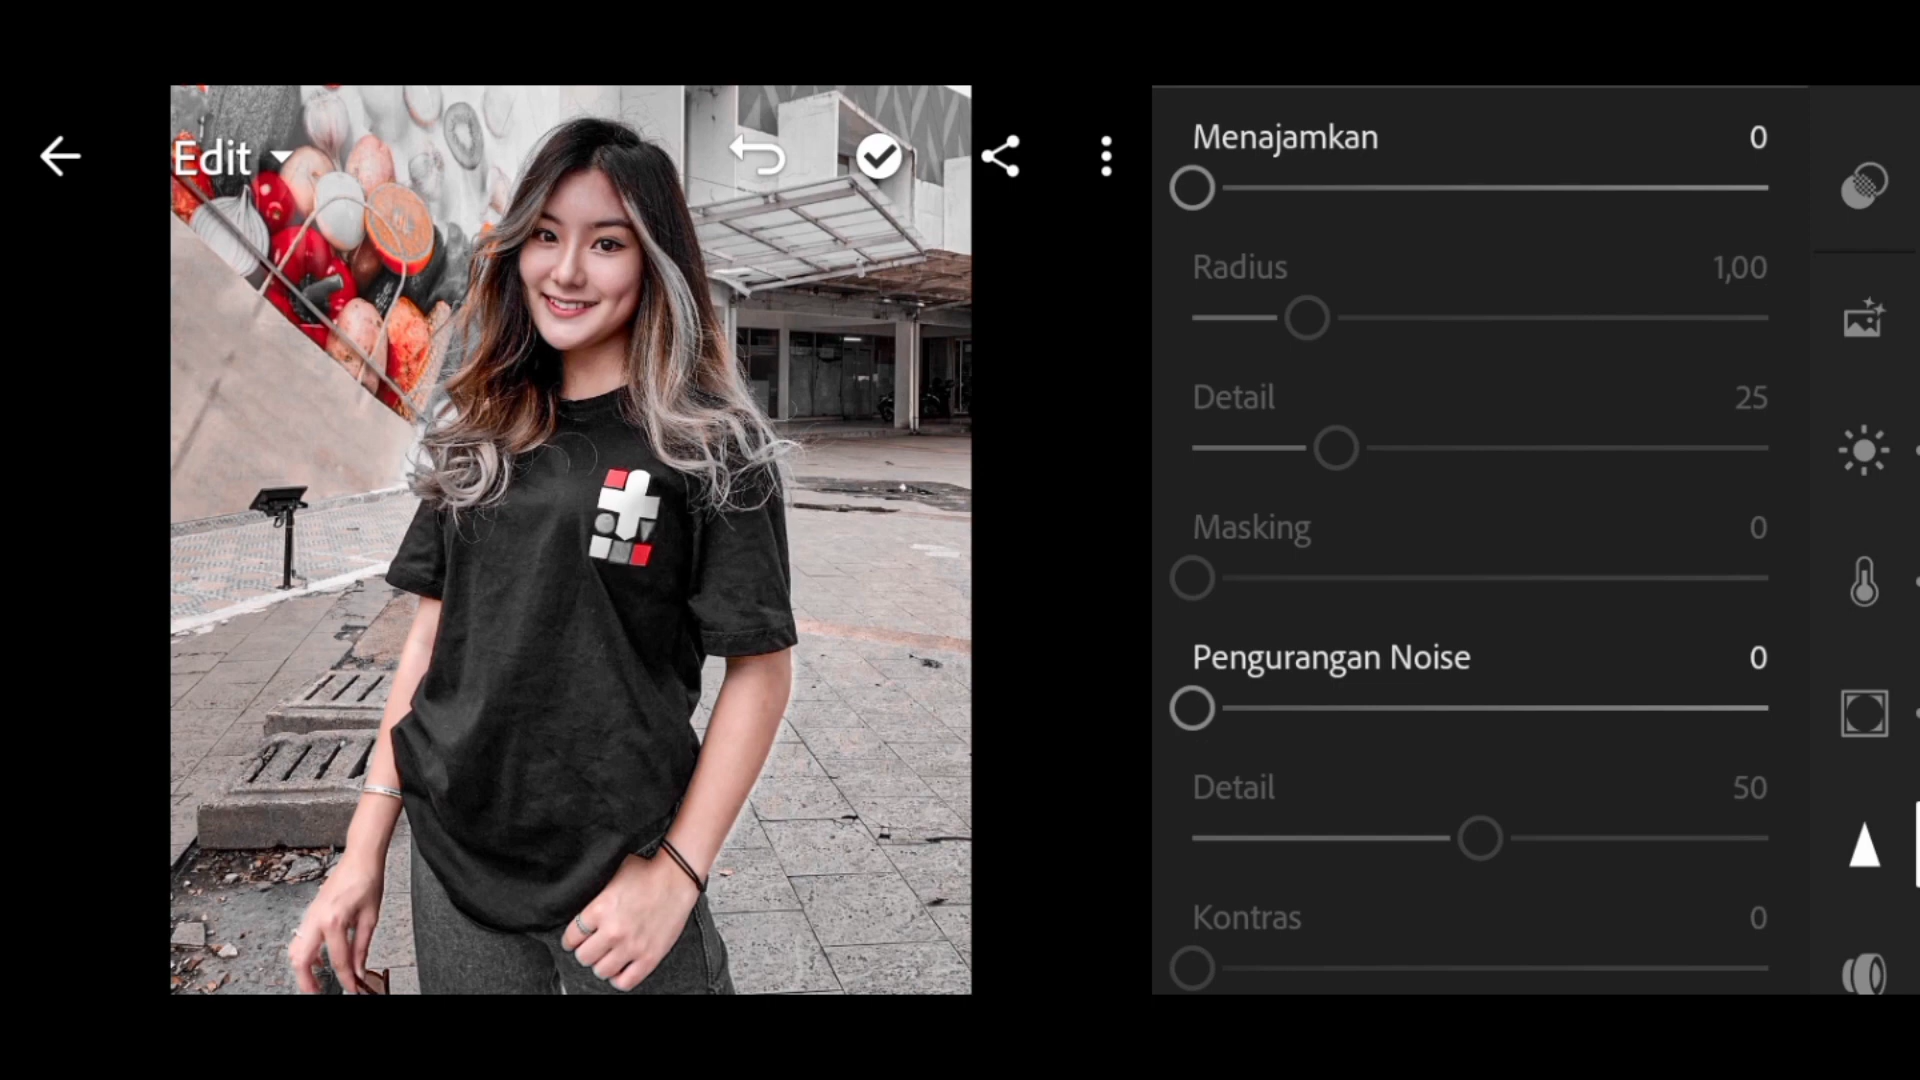 Edit
Menajamkan 0
Radius 1,00
Detail 25
Masking 0
Pengurangan Noise 0
Detail 50
Kontras 0